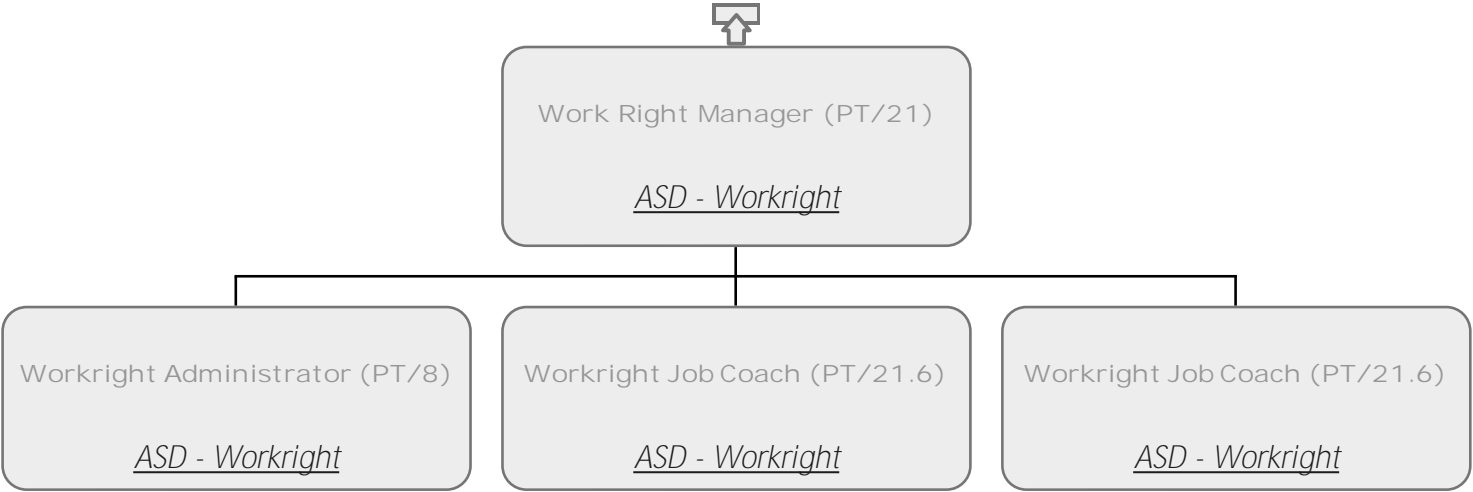 Work Right Manager (PT/21)
ASD - Workright
Workright Administrator (PT/8)
ASD - Workright
Workright Job Coach (PT/21.6)
ASD - Workright
Workright Job Coach (PT/21.6)
ASD - Workright